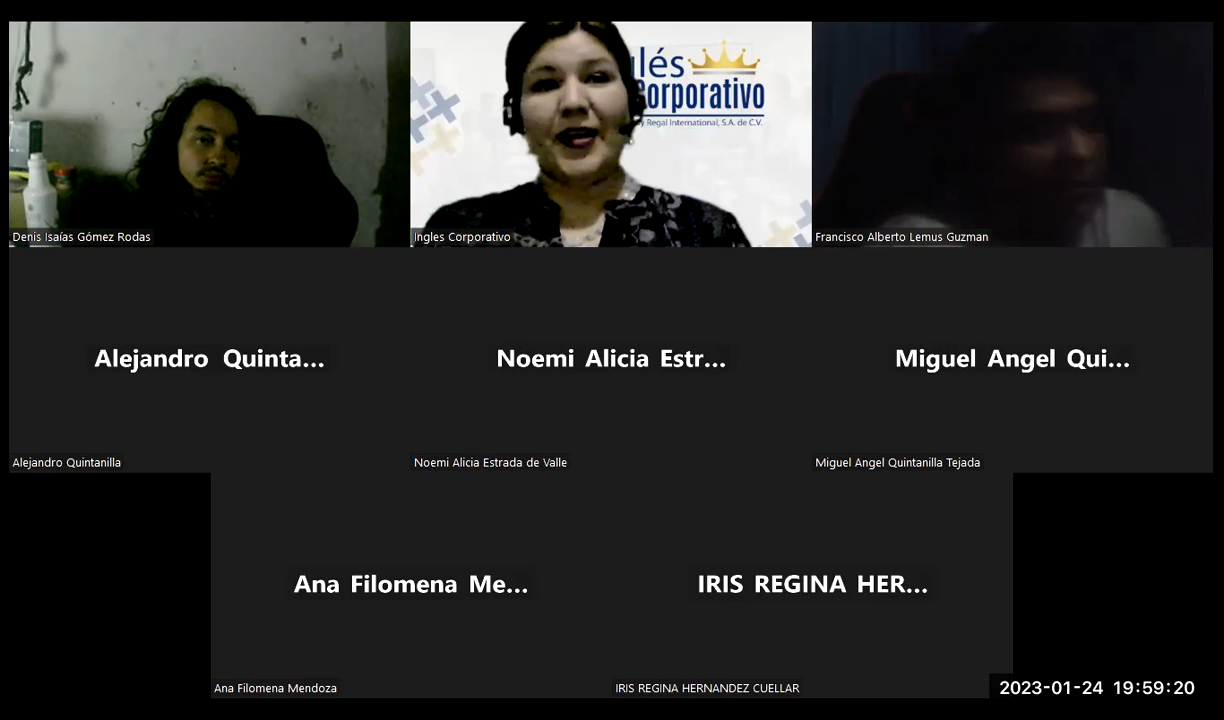 lés
orporativo
y Regal International, S.A. de C.V.
Denis Isaías Gómez Rodas
Ingles Corporativo
Francisco Alberto Lemus Guzman
Alejandro Quinta...
Noemi Alicia Estr...
Miguel Angel Qui...
Alejandro Quintanilla
Noemi Alicia Estrada de Valle
Miguel Angel Quintanilla Tejada
Ana Filomena Me...
IRIS REGINA HER...
Ana Filomena Mendoza
IRIS REGINA HERNANDEZ CUELLAR
2023-01-24 19:59:20